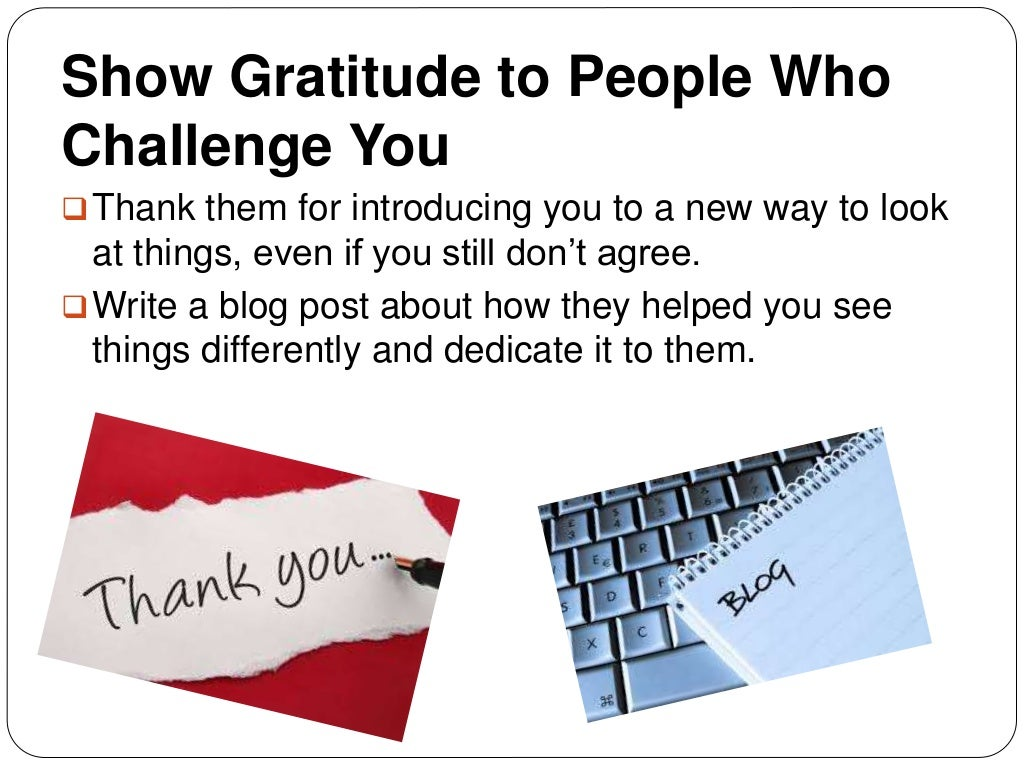 Show Gratitude to People Who
Challenge You
Thank them for introducing you to a new way to look
at things, even if you still don’t agree.
Write a blog post about how they helped you see
things differently and dedicate it to them.
Thank you...
BLOG
£ 3
$ 4
E
R
T
S
D
F
X
C
⌘